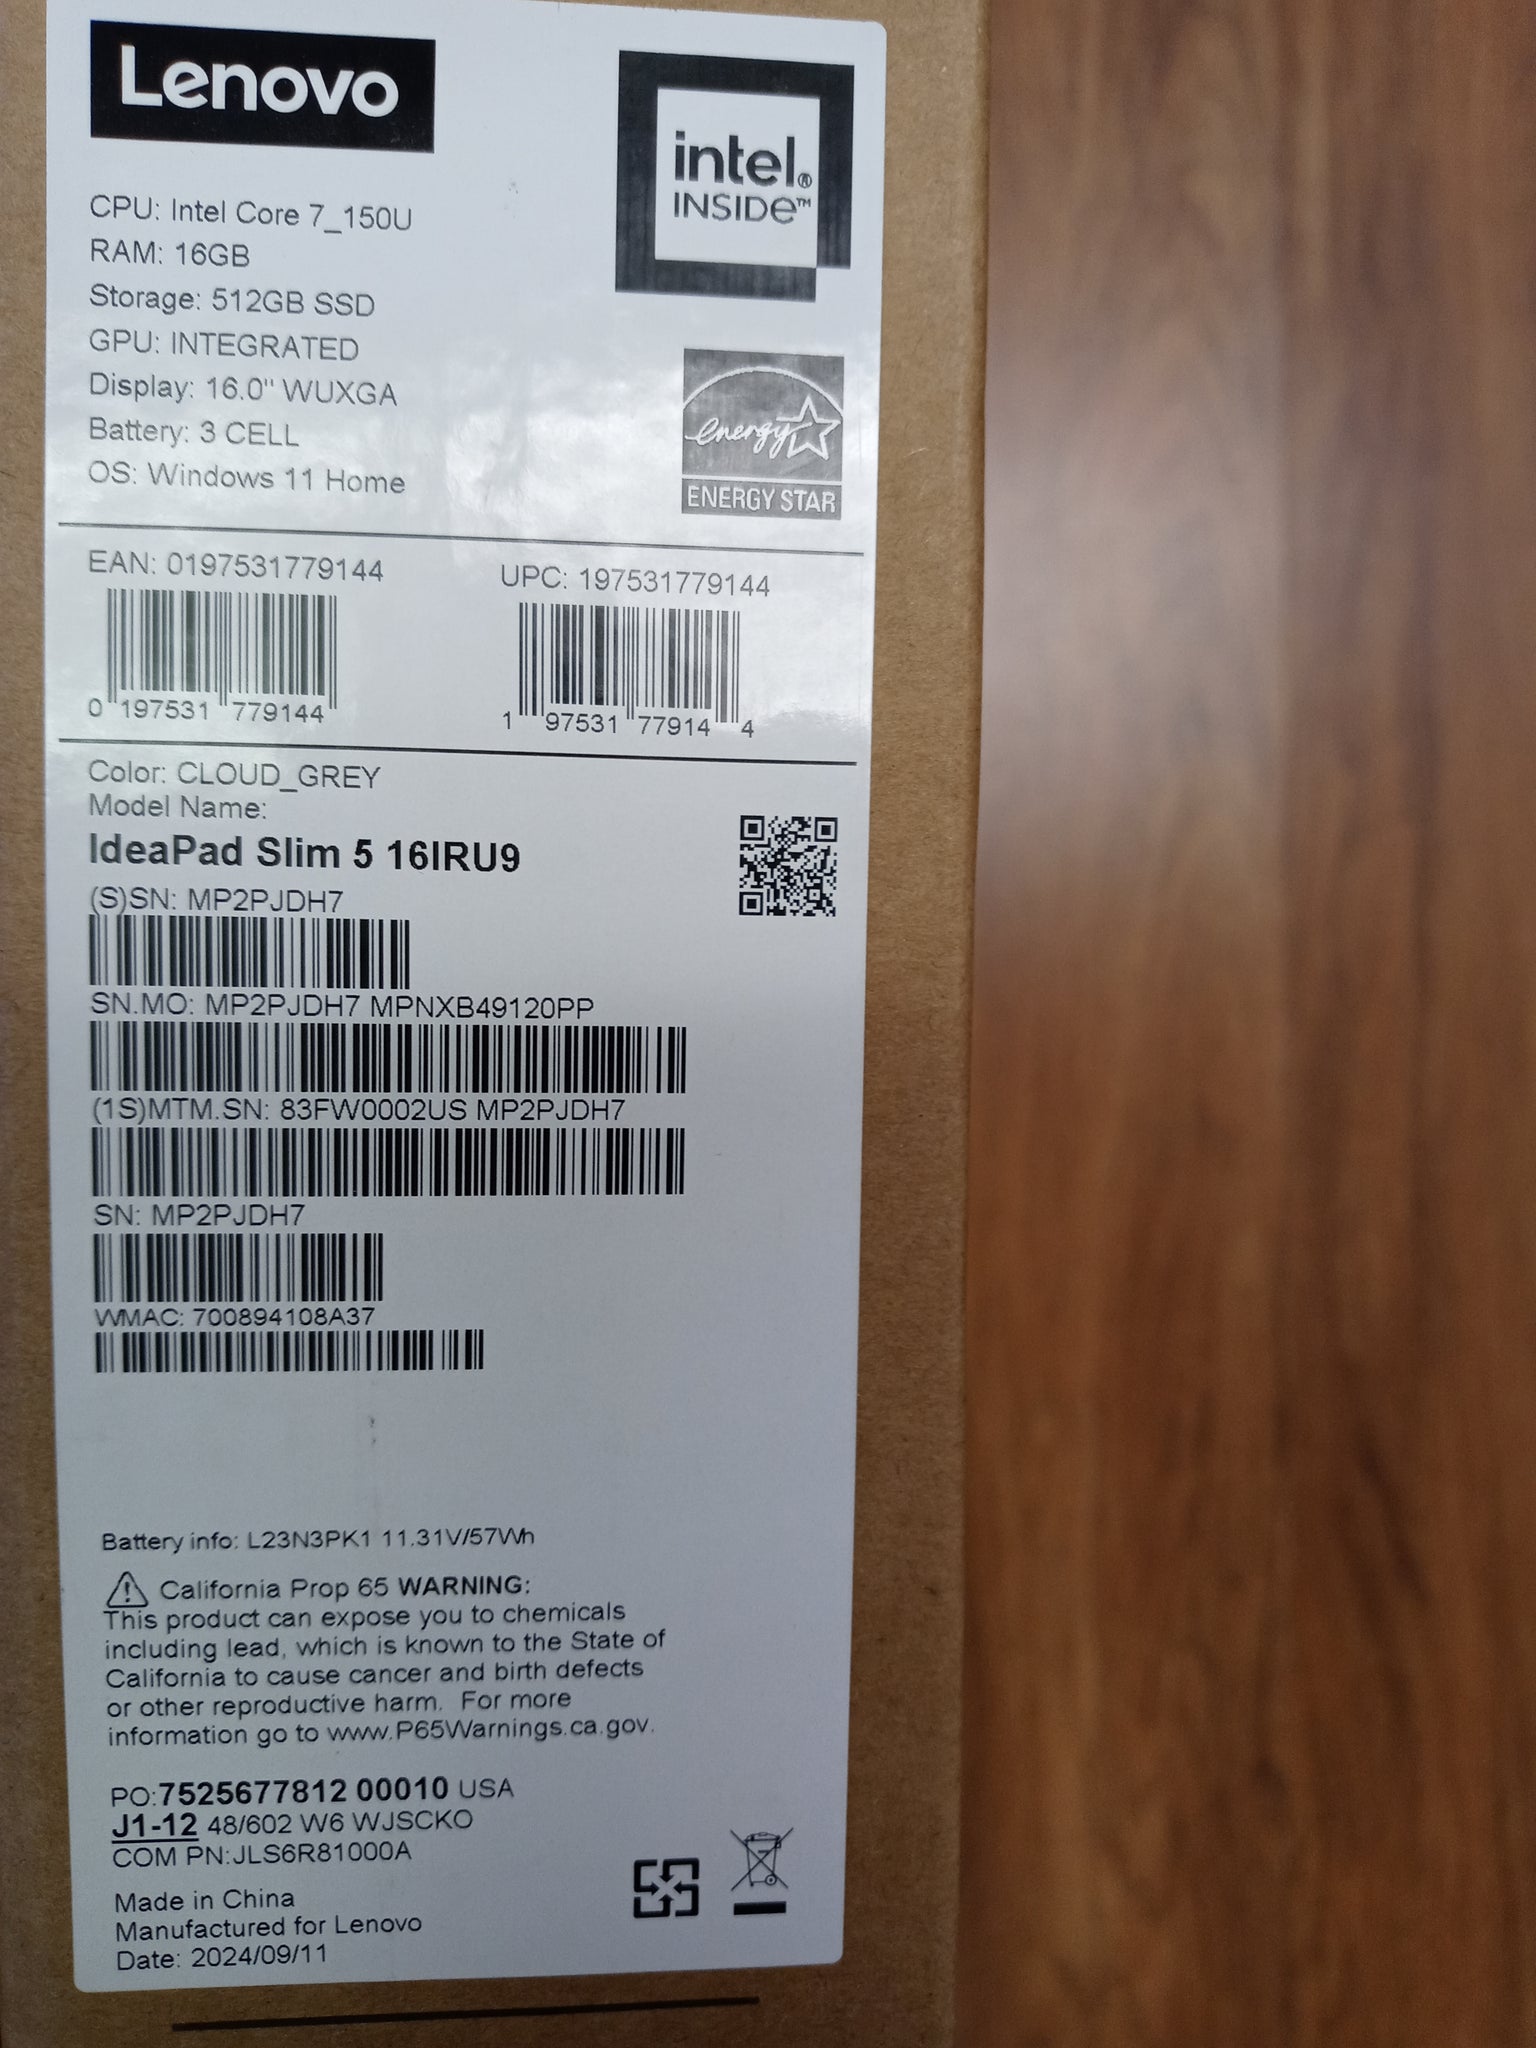 Lenovo
intel®
INSIDE™
CPU: Intel Core 7_150U
RAM: 16GB
Storage: 512GB SSD
GPU: INTEGRATED
Display: 16.0" WUXGA
Battery: 3 CELL
OS: Windows 11 Home
energy
ENERGY STAR
EAN: 0197531779144
UPC: 197531779144
0 197531 779144
1 97531 77914 4
Color: CLOUD_GREY
Model Name:
IdeaPad Slim 5 16IRU9
(S)SN: MP2PJDH7
SN.MO: MP2PJDH7 MPNXB49120PP
(1S)MTM.SN: 83FW0002US MP2PJDH7
SN: MP2PJDH7
WMAC: 700894108A37
Battery info: L23N3PK1 11.31V/57Wh
California Prop 65 WARNING:
This product can expose you to chemicals
including lead, which is known to the State of
California to cause cancer and birth defects
or other reproductive harm. For more
information go to www.P65Warnings.ca.gov.
PO:7525677812 00010 USA
J1-12 48/602 W6 WJSCKO
COM PN:JLS6R81000A
Made in China
Manufactured for Lenovo
Date: 2024/09/11